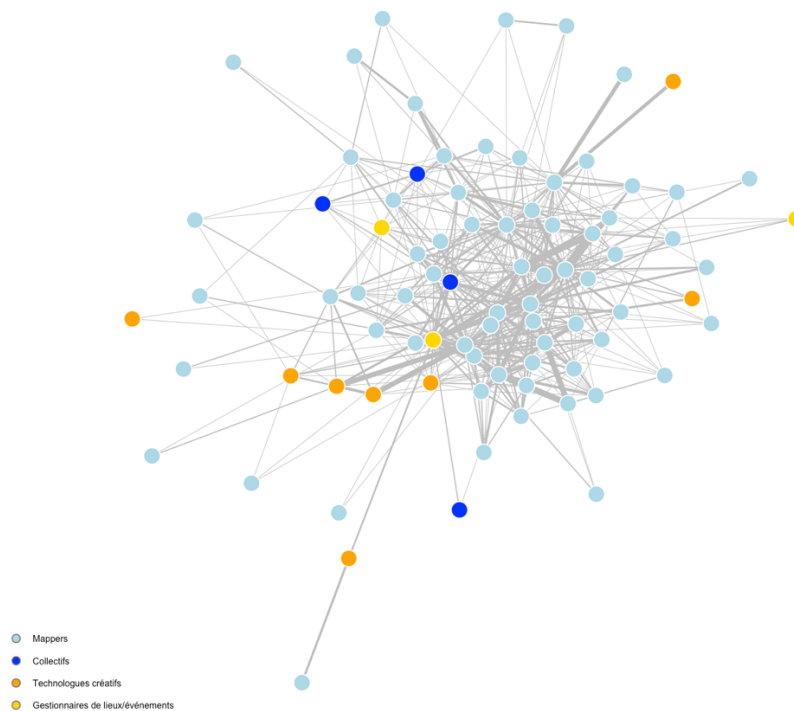 Mappers
Collectifs
Technologues créatifs
Gestionnaires de lieux/événements